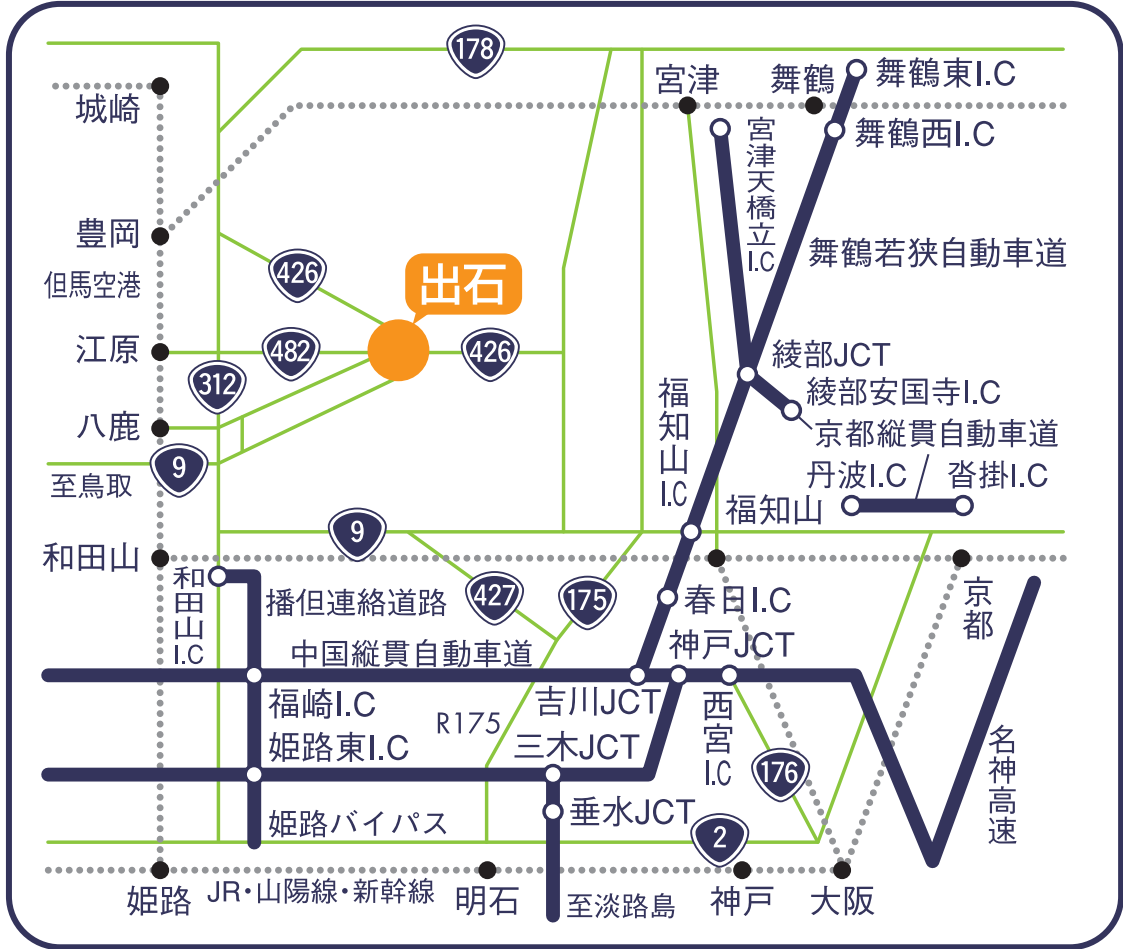 178
宮津
舞鶴
舞鶴東I.C
城崎
舞鶴西I.C
宮津天橋立I.C
豊岡
426
出石
舞鶴若狭自動車道
但馬空港
江原
482
426
綾部JCT
312
福知山I.C
綾部安国寺I.C
八鹿
京都縦貫自動車道
9
至鳥取
丹波I.C
沓掛I.C
9
福知山
和田山
和田山I.C
播但連絡道路
427
175
春日I.C
京都
中国縦貫自動車道
神戸JCT
福崎I.C
R175
吉川JCT
西宮I.C
姫路東I.C
三木JCT
176
名神高速
姫路バイパス
垂水JCT
2
姫路
JR・山陽線・新幹線
明石
至淡路島
神戸
大阪